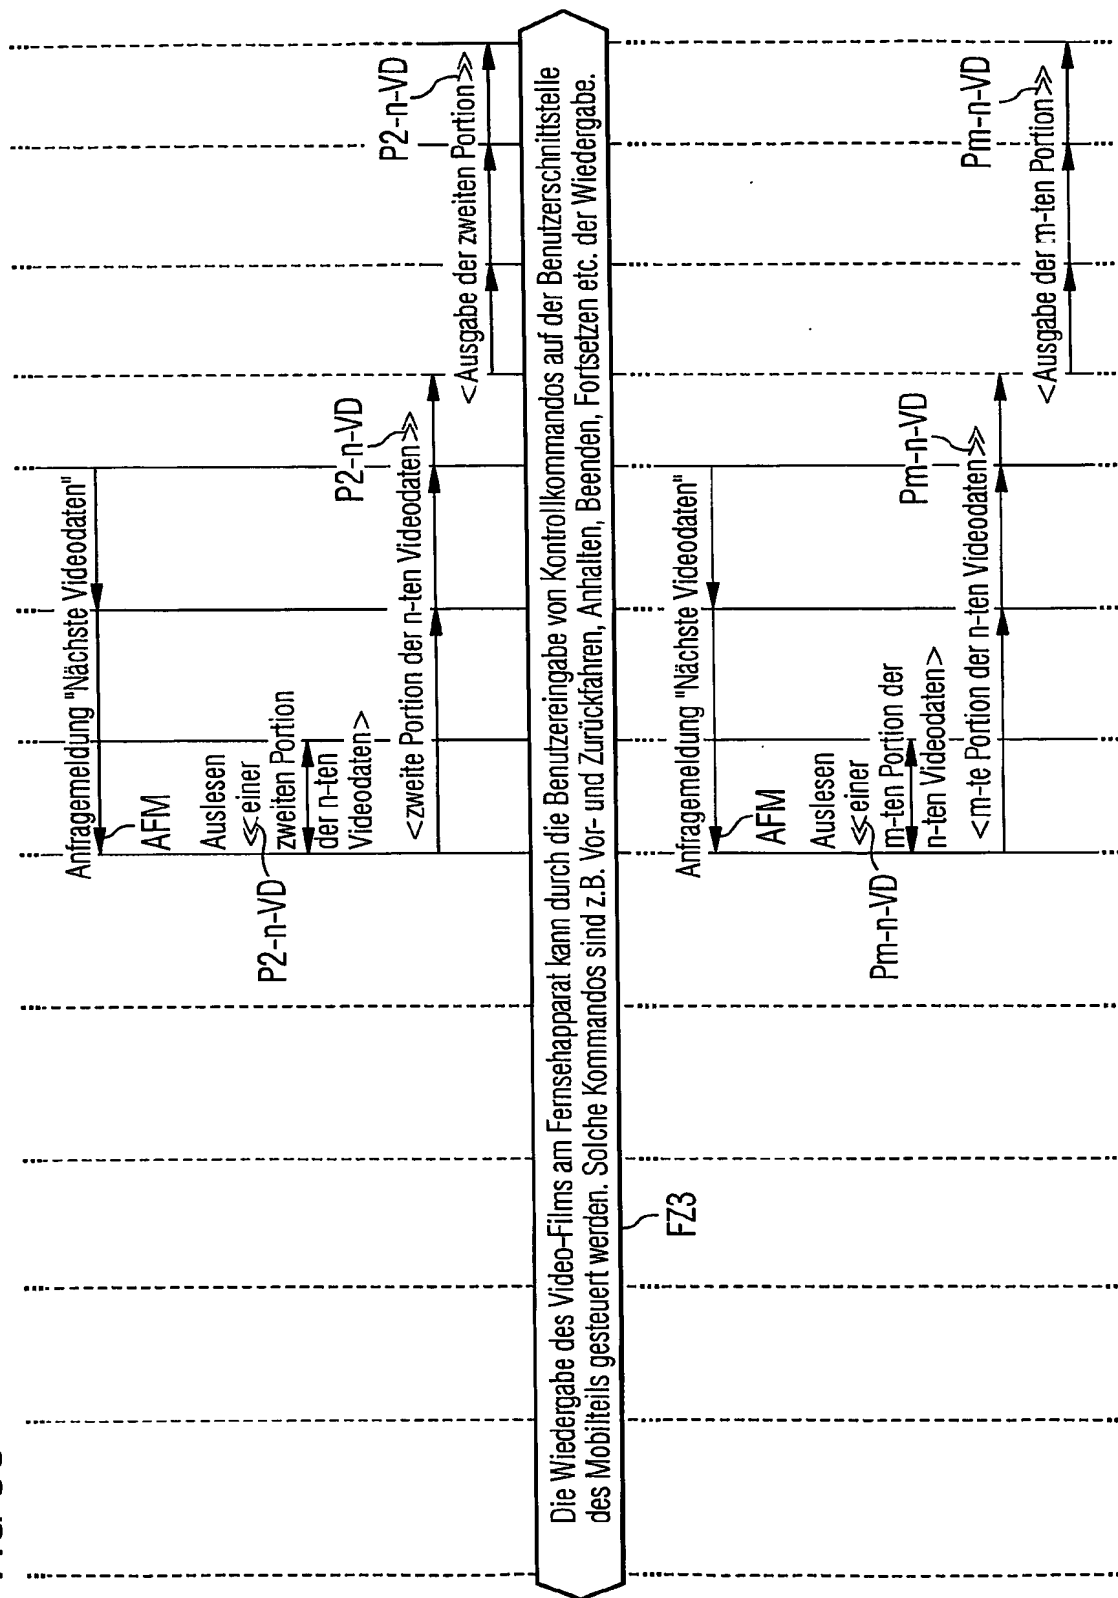 Anfragemeldung "Nächste Videodaten"
AFM
Auslesen
<einer
zweiten Portion
der n-ten
Videodaten>
P2-n-VD
<zweite Portion der n-ten Videodaten>
P2-n-VD
<Ausgabe der zweiten Portion>
P2-n-VD
Die Wiedergabe des Video-Films am Fernsehapparat kann durch die Benutzereingabe von Kontrollkommandos auf der Benutzerschnittstelle
des Mobilteils gesteuert werden. Solche Kommandos sind z.B. Vor- und Zurückfahren, Anhalten, Beenden, Fortsetzen etc. der Wiedergabe.
FZ3
Anfragemeldung "Nächste Videodaten"
AFM
Auslesen
<einer
m-ten Portion der
n-ten Videodaten>
Pm-n-VD
<m-te Portion der n-ten Videodaten>
Pm-n-VD
<Ausgabe der m-ten Portion>
Pm-n-VD